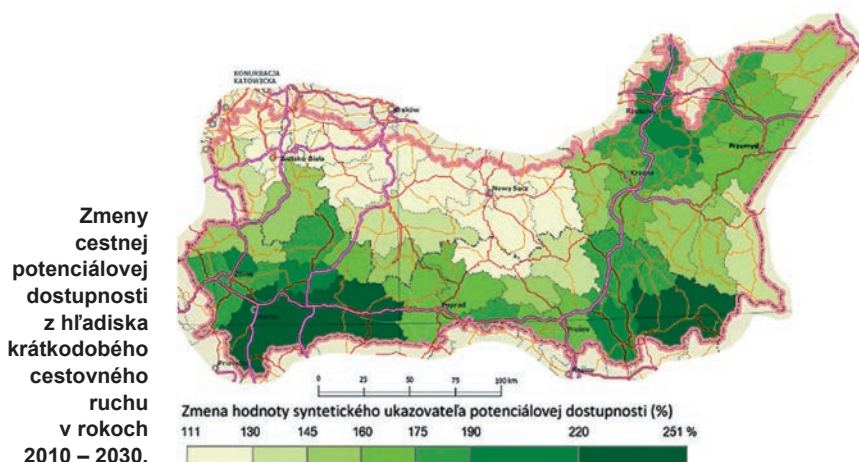 KONURBACJA
KATOWICKA
Kraków
Bielsko-Biała
Nowy Sącz
Rzeszów
Przemyśl
Krosno
Žilina
Martin
Poprad
Prešov
Zmeny
cestnej
potenciálovej
dostupnosti
z hľadiska
krátkodobého
cestovného
ruchu
v rokoch
2010 – 2030.
0 25 50 75 100 km
Zmena hodnoty syntetického ukazovateľa potenciálovej dostupnosti (%)
111 130 145 160 175 190 220 251 %